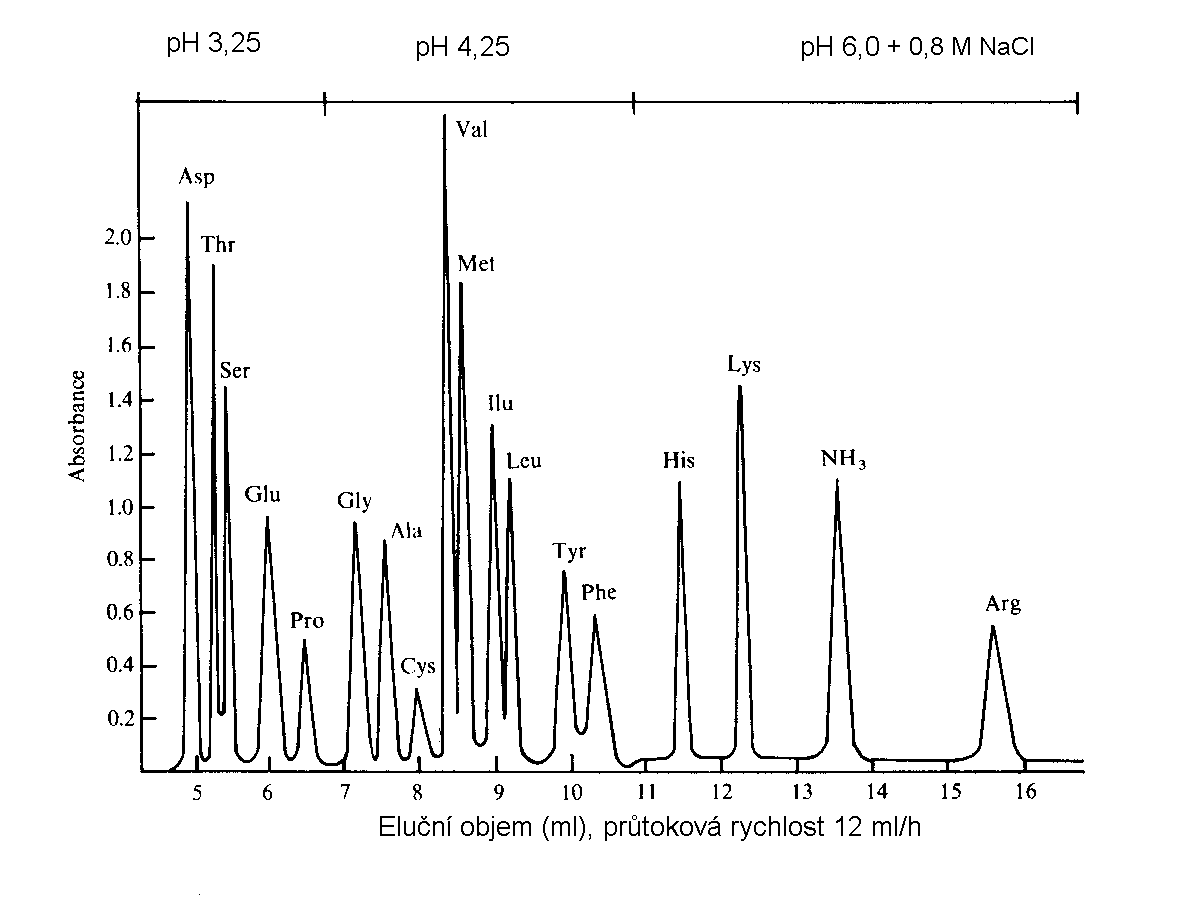 pH 3,25
pH 4,25
pH 6,0 + 0,8 M NaCl
Val
Asp
Thr
Met
Ser
Ilu
Lys
Leu
His
NH₃
Glu
Gly
Ala
Tyr
Phe
Pro
Arg
Cys
Absorbance
2.0
1.8
1.6
1.4
1.2
1.0
0.8
0.6
0.4
0.2
5 6 7 8 9 10 11 12 13 14 15 16
Eluční objem (ml), průtoková rychlost 12 ml/h